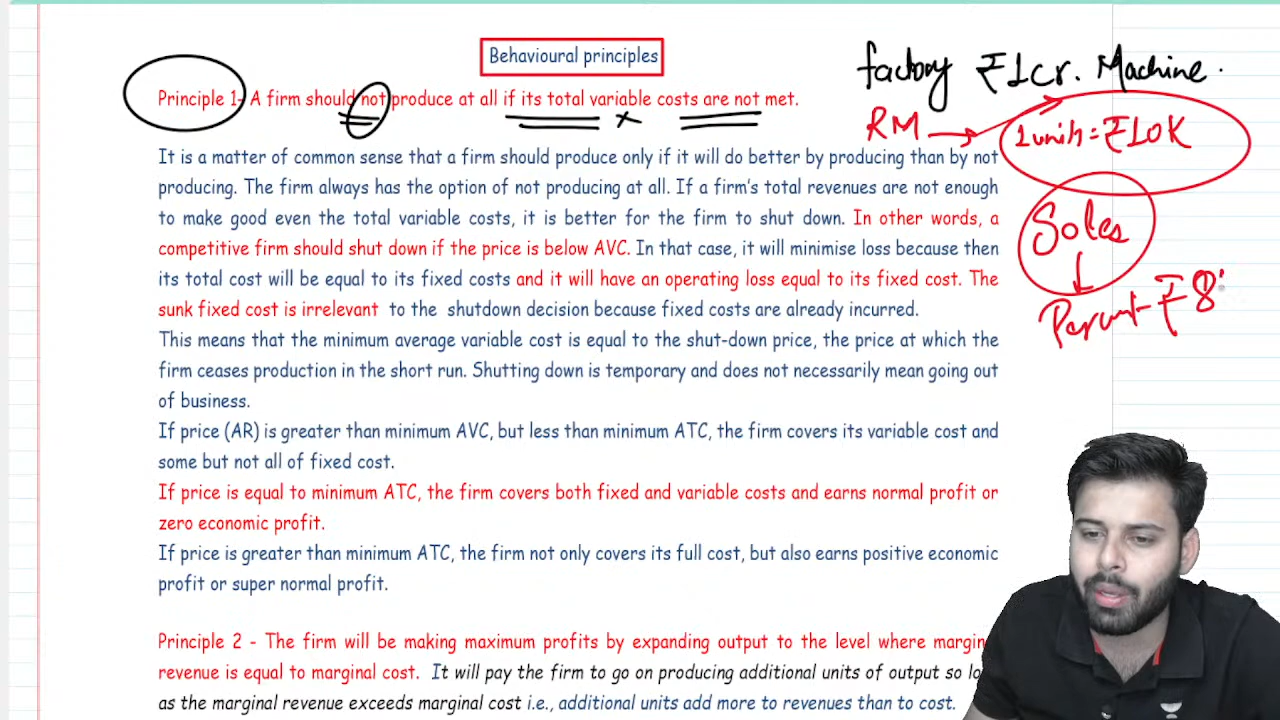 Behavioural principles
factory ₹1cr. Machine.
Principle 1- A firm should not produce at all if its total variable costs are not met.
RM → 1 unit = ₹10K
It is a matter of common sense that a firm should produce only if it will do better by producing than by not
producing. The firm always has the option of not producing at all. If a firm's total revenues are not enough
to make good even the total variable costs, it is better for the firm to shut down. In other words, a
competitive firm should shut down if the price is below AVC. In that case, it will minimise loss because then
its total cost will be equal to its fixed costs and it will have an operating loss equal to its fixed cost. The
sunk fixed cost is irrelevant to the shutdown decision because fixed costs are already incurred.
Sales
Per unit - ₹8
This means that the minimum average variable cost is equal to the shut-down price, the price at which the
firm ceases production in the short run. Shutting down is temporary and does not necessarily mean going out
of business.
If price (AR) is greater than minimum AVC, but less than minimum ATC, the firm covers its variable cost and
some but not all of fixed cost.
If price is equal to minimum ATC, the firm covers both fixed and variable costs and earns normal profit or
zero economic profit.
If price is greater than minimum ATC, the firm not only covers its full cost, but also earns positive economic
profit or super normal profit.
Principle 2 - The firm will be making maximum profits by expanding output to the level where margin
revenue is equal to marginal cost. It will pay the firm to go on producing additional units of output so lo
as the marginal revenue exceeds marginal cost i.e., additional units add more to revenues than to cost.